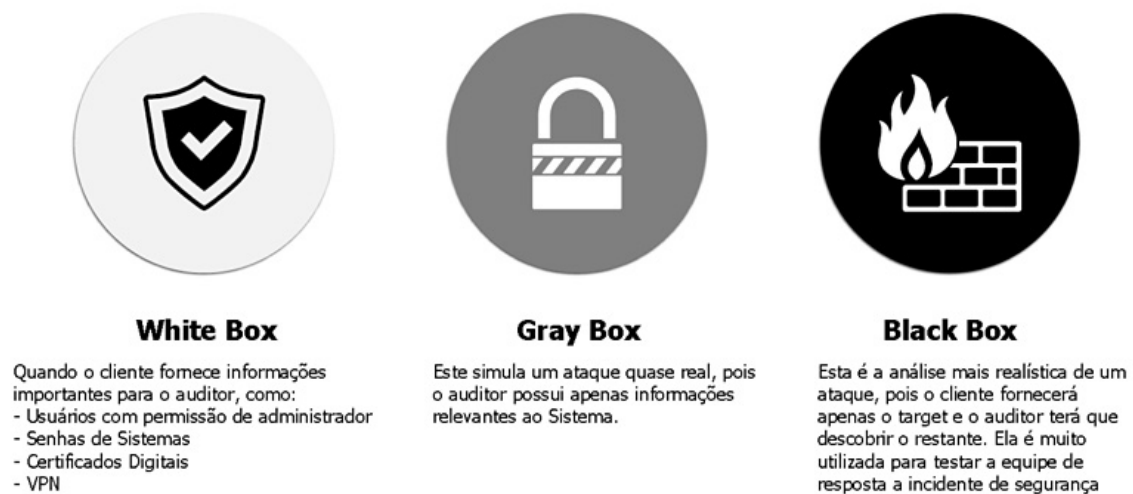 White Box
Quando o cliente fornece informações
importantes para o auditor, como:
- Usuários com permissão de administrador
- Senhas de Sistemas
- Certificados Digitais
- VPN
Gray Box
Este simula um ataque quase real, pois
o auditor possui apenas informações
relevantes ao Sistema.
Black Box
Esta é a análise mais realística de um
ataque, pois o cliente fornecerá
apenas o target e o auditor terá que
descobrir o restante. Ela é muito
utilizada para testar a equipe de
resposta a incidente de segurança